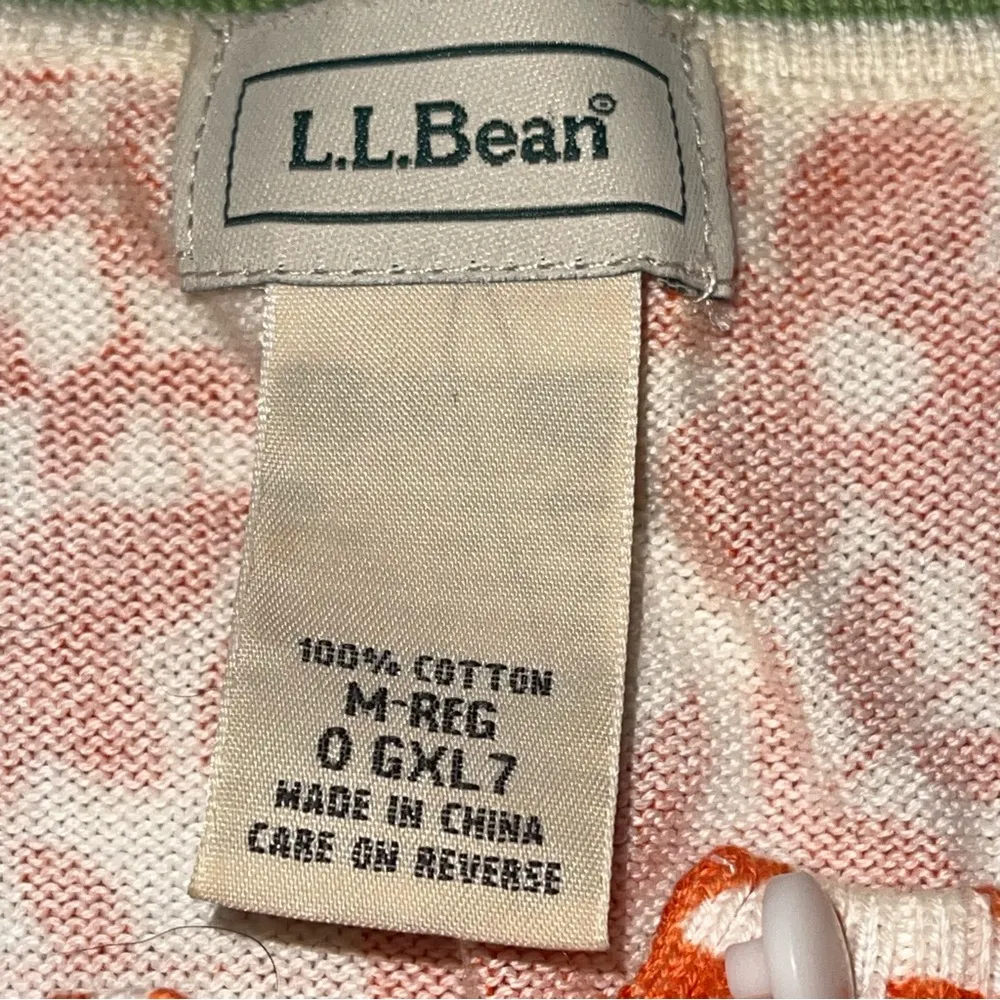 L.L.Bean®
100% COTTON
M-REG
0 GXL7
MADE IN CHINA
CARE ON REVERSE